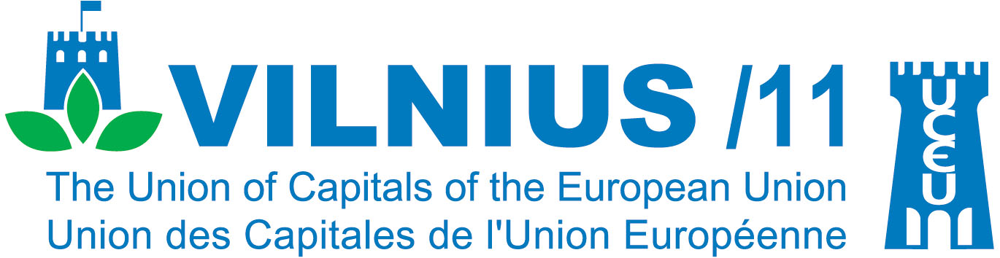 VILNIUS /11
The Union of Capitals of the European Union
Union des Capitales de l'Union Européenne
UCEU